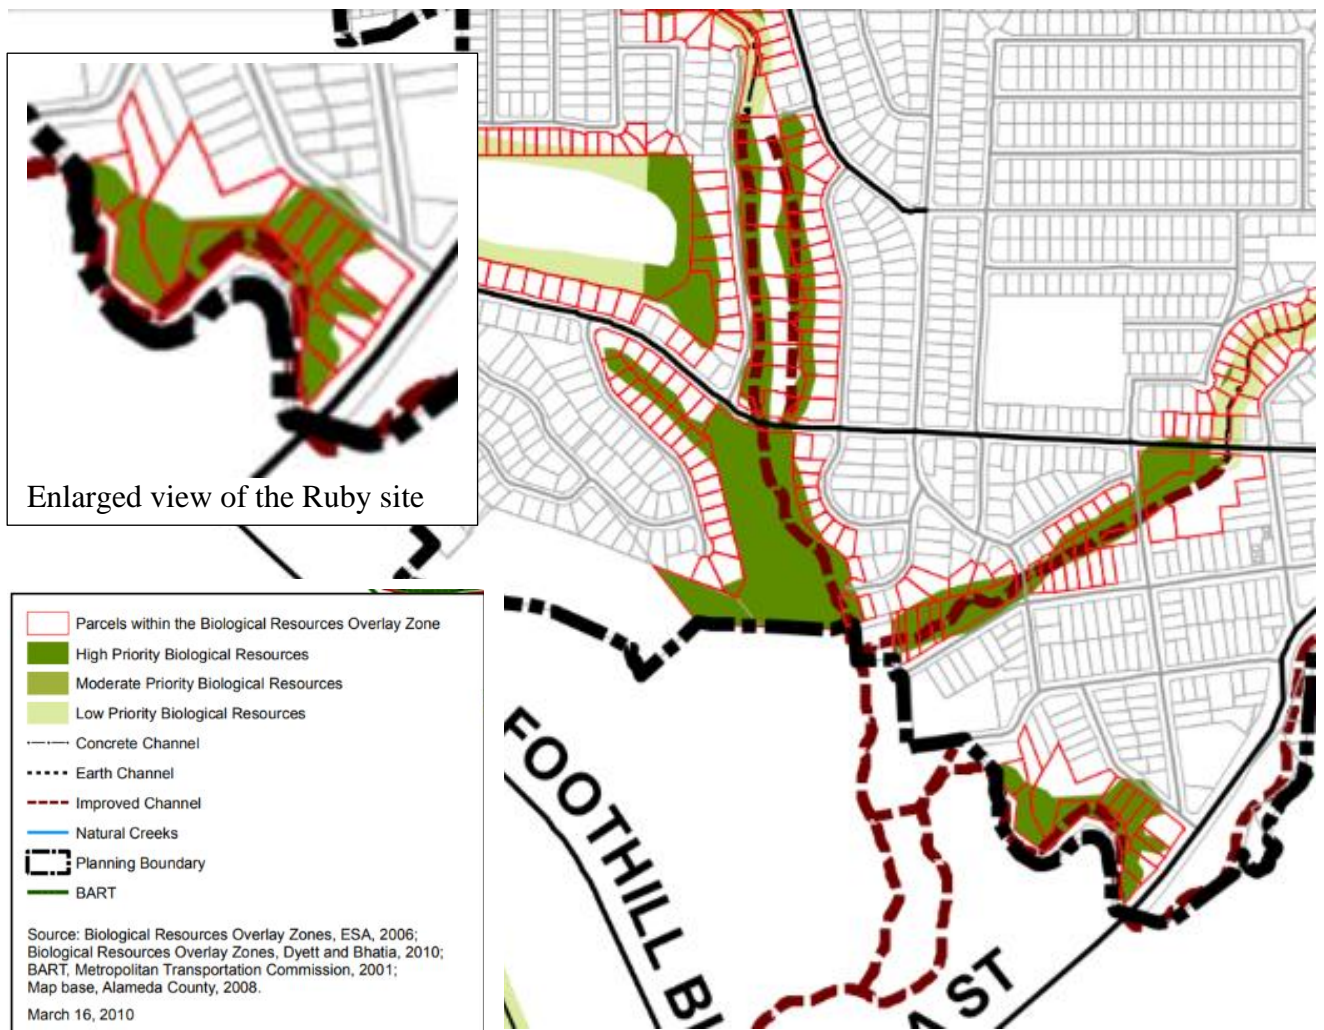 Enlarged view of the Ruby site
Parcels within the Biological Resources Overlay Zone
High Priority Biological Resources
Moderate Priority Biological Resources
Low Priority Biological Resources
Concrete Channel
Earth Channel
Improved Channel
Natural Creeks
Planning Boundary
BART
Source: Biological Resources Overlay Zones, ESA, 2006;
Biological Resources Overlay Zones, Dyett and Bhatia, 2010;
BART, Metropolitan Transportation Commission, 2001;
Map base, Alameda County, 2008.
March 16, 2010
FOOTHILL
A ST